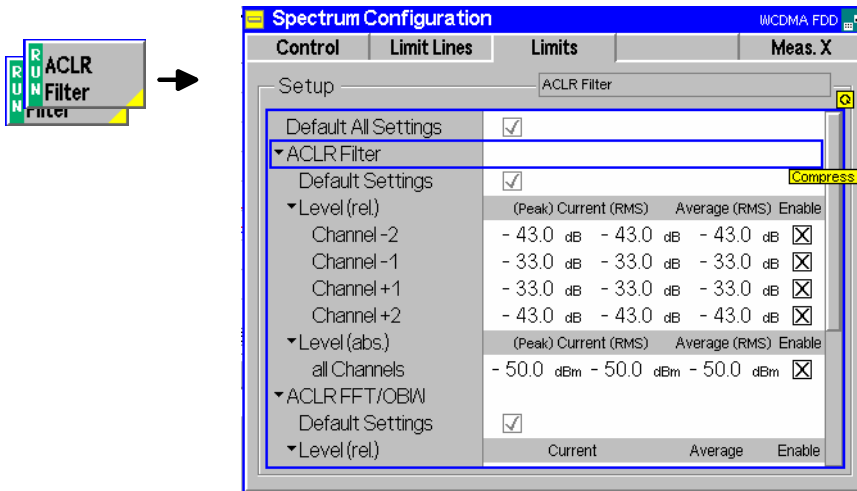 RUN
ACLR
Filter
RUN
Filter
Spectrum Configuration
WCDMA FDD
Control
Limit Lines
Limits
Meas. X
Setup
ACLR Filter
Default All Settings
ACLR Filter
Default Settings
Compress
Level (rel.) (Peak) Current (RMS) Average (RMS) Enable
Channel -2 - 43.0 dB - 43.0 dB - 43.0 dB
Channel -1 - 33.0 dB - 33.0 dB - 33.0 dB
Channel +1 - 33.0 dB - 33.0 dB - 33.0 dB
Channel +2 - 43.0 dB - 43.0 dB - 43.0 dB
Level (abs.) (Peak) Current (RMS) Average (RMS) Enable
all Channels - 50.0 dBm - 50.0 dBm - 50.0 dBm
ACLR FFT/OBW
Default Settings
Level (rel.) Current Average Enable